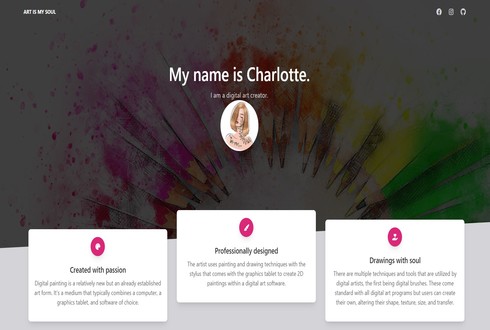 ART IS MY SOUL
My name is Charlotte.
I am a digital art creator.
Created with passion
Digital painting is a relatively new but an already established
art form. It's a medium that typically combines a computer, a
graphics tablet, and software of choice.
Professionally designed
The artist uses painting and drawing techniques with the
stylus that comes with the graphics tablet to create 2D
paintings within a digital art software.
Drawings with soul
There are multiple techniques and tools that are utilized by
digital artists, the first being digital brushes. These come
standard with all digital art programs but users can create
their own, altering their shape, texture, size, and transfer.